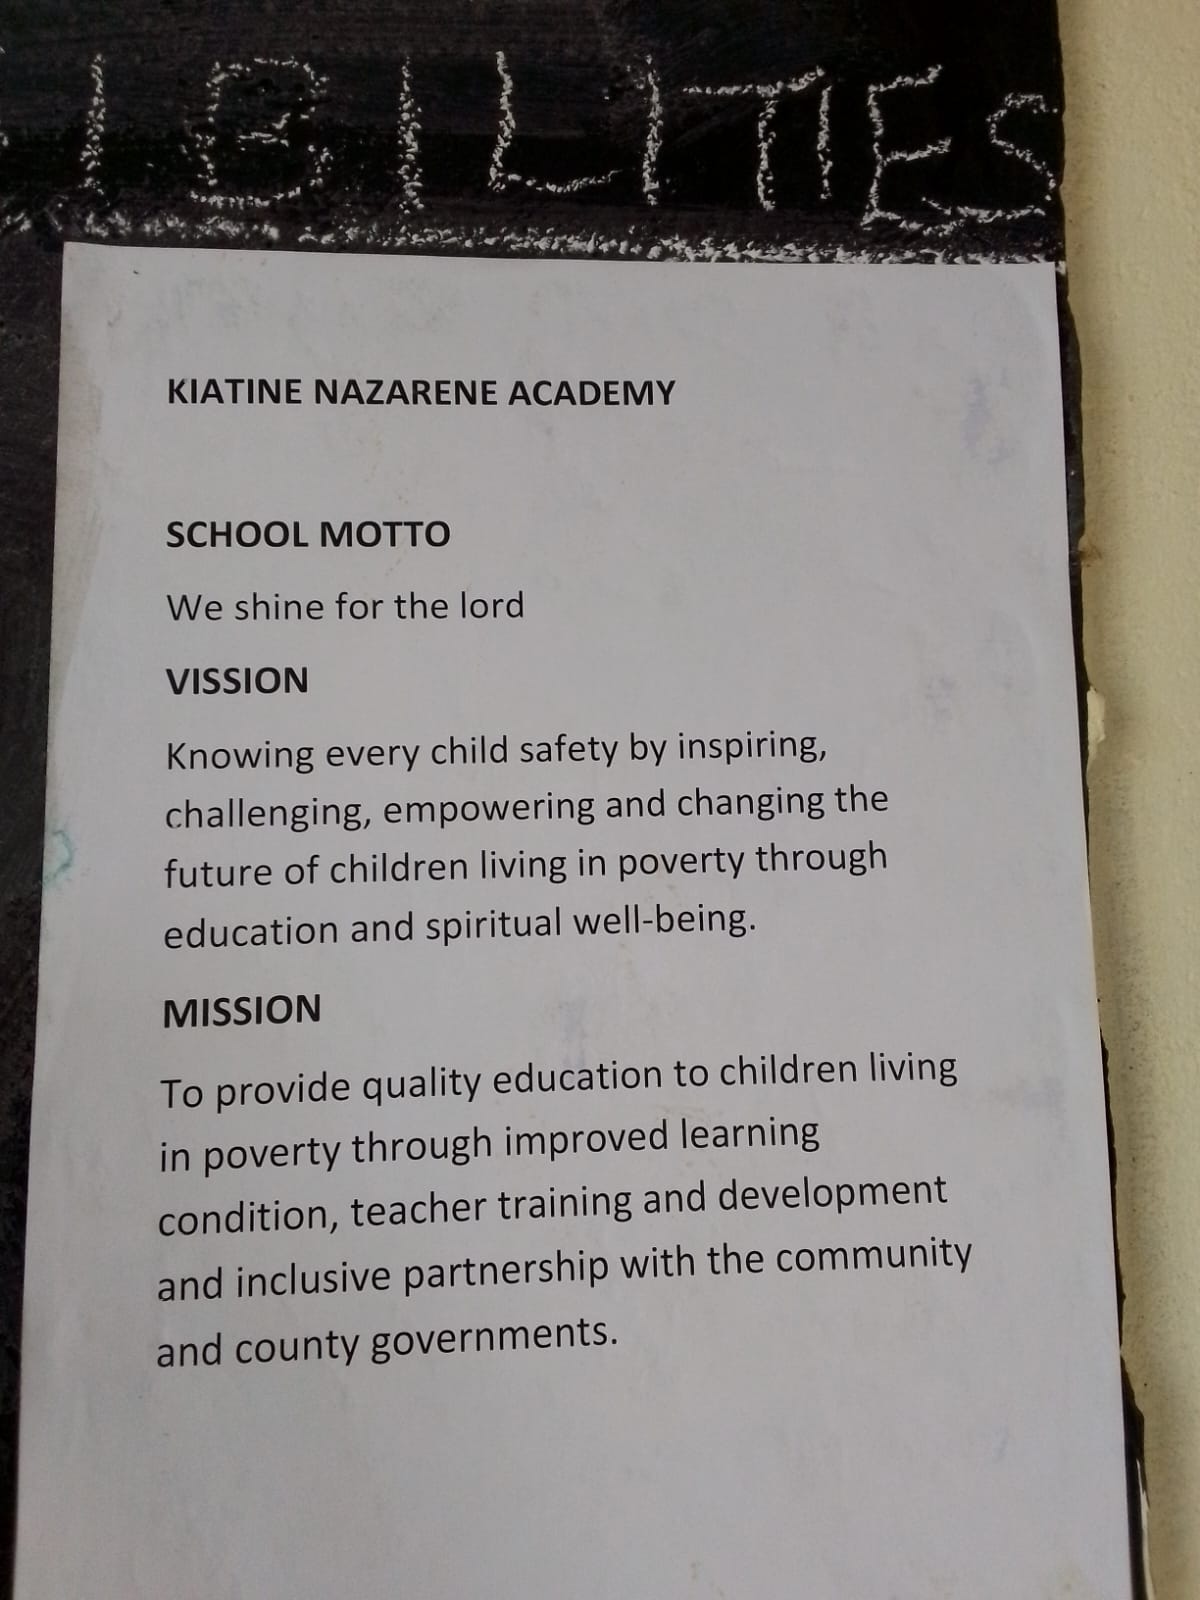 IBILITIES
KIATINE NAZARENE ACADEMY
SCHOOL MOTTO
We shine for the lord
VISSION
Knowing every child safety by inspiring,
challenging, empowering and changing the
future of children living in poverty through
education and spiritual well-being.
MISSION
To provide quality education to children living
in poverty through improved learning
condition, teacher training and development
and inclusive partnership with the community
and county governments.